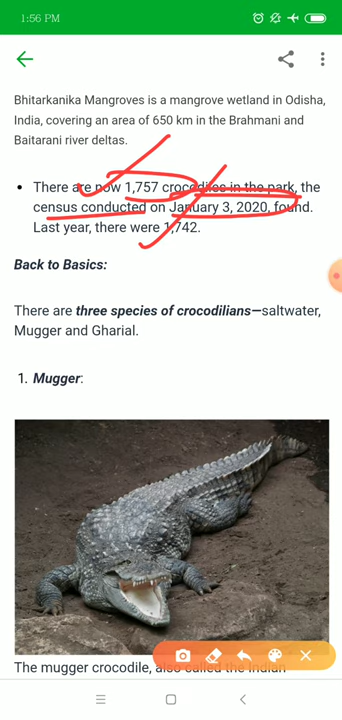 1:56 PM
Bhitarkanika Mangroves is a mangrove wetland in Odisha,
India, covering an area of 650 km in the Brahmani and
Baitarani river deltas.
• There are now 1,757 crocodiles in the park, the
census conducted on January 3, 2020, found.
Last year, there were 1,742.
Back to Basics:
There are three species of crocodilians—saltwater,
Mugger and Gharial.
1. Mugger:
The mugger crocodile, also called the Indian